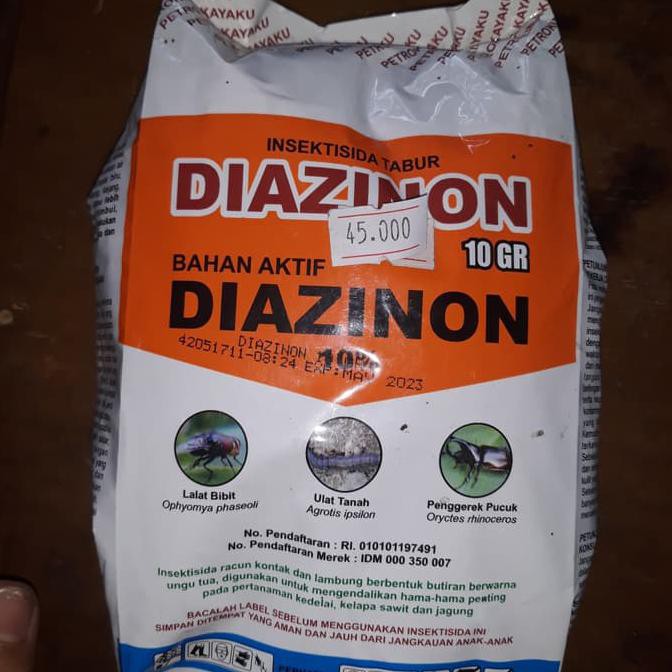 PETROKAYAKU
INSEKTISIDA TABUR
DIAZINON
45.000
10 GR
BAHAN AKTIF
DIAZINON
DIAZINON 10%
42051711-08:24 EXP:MAY 2023
Lalat Bibit
Ophyomya phaseoli
Ulat Tanah
Agrotis ipsilon
Penggerek Pucuk
Oryctes rhinoceros
No. Pendaftaran : RI. 010101197491
No. Pendaftaran Merek : IDM 000 350 007
Insektisida racun kontak dan lambung berbentuk butiran berwarna
ungu tua, digunakan untuk mengendalikan hama-hama penting
pada pertanaman kedelai, kelapa sawit dan jagung
BACALAH LABEL SEBELUM MENGGUNAKAN INSEKTISIDA INI
SIMPAN DITEMPAT YANG AMAN DAN JAUH DARI JANGKAUAN ANAK-ANAK